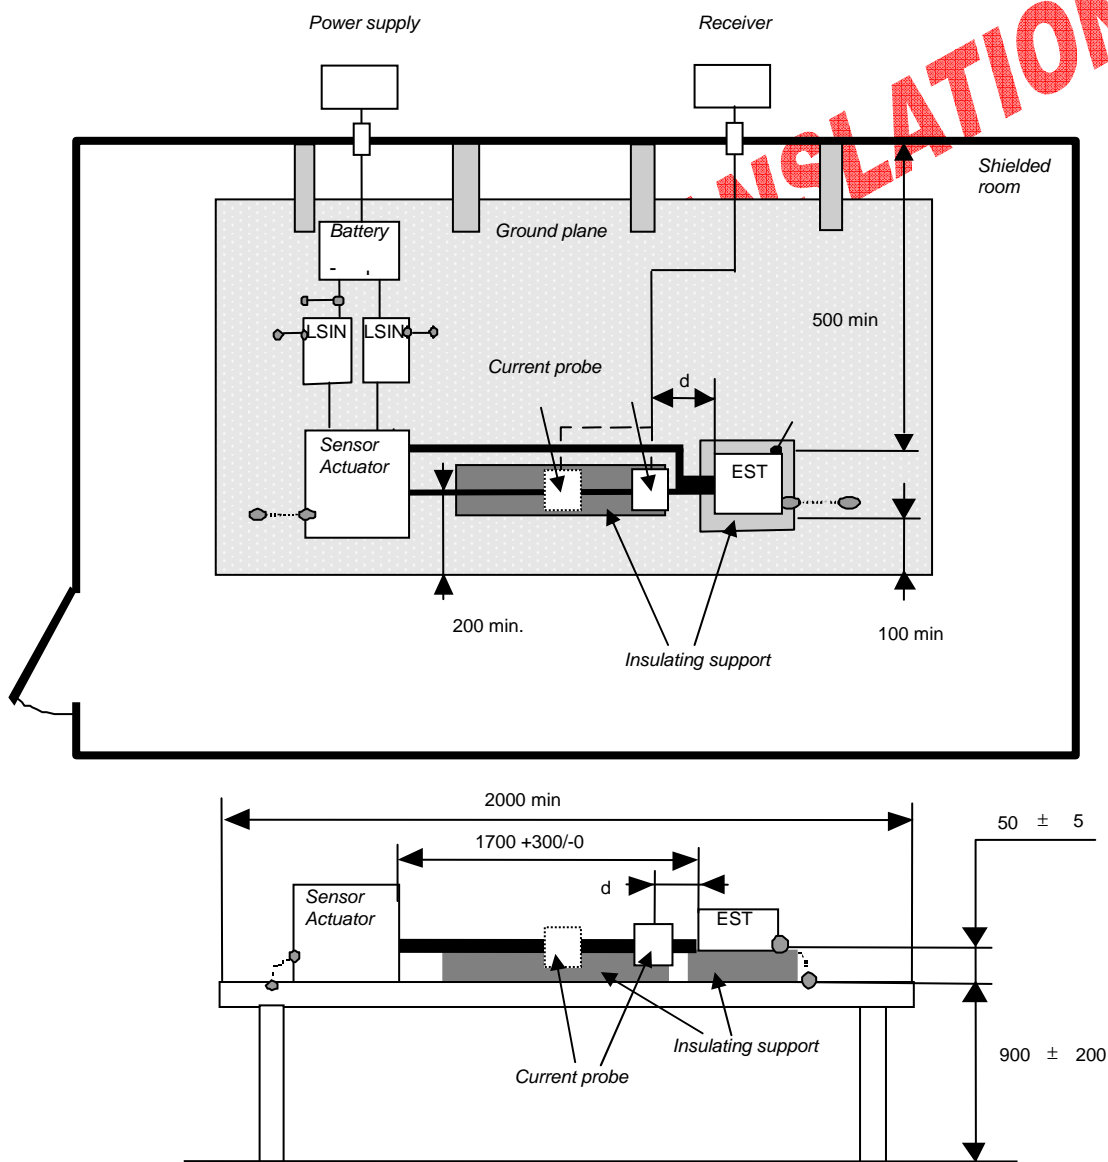 Power supply
Receiver
NSLATION
Shielded
room
Battery
-
Ground plane
LSIN
LSIN
500 min
Current probe
d
Sensor
Actuator
EST
200 min.
100 min
Insulating support
2000 min
50 ± 5
1700 +300/-0
d
Sensor
Actuator
EST
Insulating support
900 ± 200
Current probe